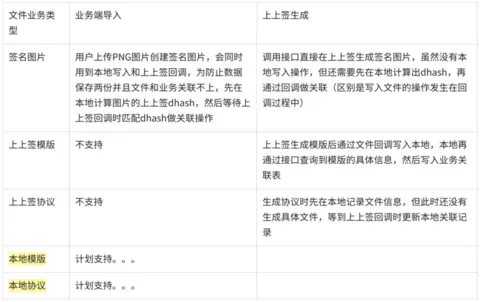 文件业务类
型
业务端导入
上上签生成
签名图片
用户上传PNG图片创建签名图片，会同时
用到本地写入和上上签回调，为防止数据
保存两份并且文件和业务关联不上，先在
本地计算图片的上上签dhash，然后等待上
上签回调时匹配dhash做关联操作
调用接口直接在上上签生成签名图片，虽然没有本
地写入操作，但还需要先在本地计算出dhash，再
通过回调做关联（区别是写入文件的操作发生在回
调过程中）
上上签模版
不支持
上上签生成模版后通过文件回调写入本地，本地再
通过接口查询到模版的具体信息，然后写入业务关
联表
上上签协议
不支持
生成协议时先在本地记录文件信息，但此时还没有
生成具体文件，等到上上签回调时更新本地关联记
录
本地模版
计划支持。。。
本地协议
计划支持。。。